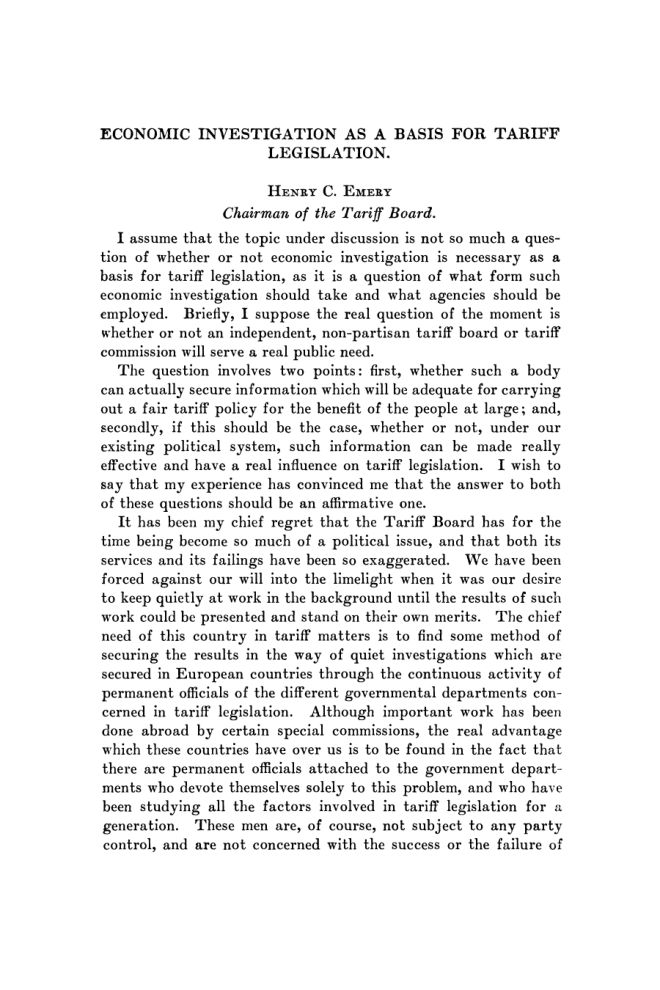 ECONOMIC INVESTIGATION AS A BASIS FOR TARIFF
LEGISLATION.
HENRY C. EMERY
Chairman of the Tariff Board.
I assume that the topic under discussion is not so much a ques-
tion of whether or not economic investigation is necessary as a
basis for tariff legislation, as it is a question of what form such
economic investigation should take and what agencies should be
employed. Briefly, I suppose the real question of the moment is
whether or not an independent, non-partisan tariff board or tariff
commission will serve a real public need.
The question involves two points: first, whether such a body
can actually secure information which will be adequate for carrying
out a fair tariff policy for the benefit of the people at large; and,
secondly, if this should be the case, whether or not, under our
existing political system, such information can be made really
effective and have a real influence on tariff legislation. I wish to
say that my experience has convinced me that the answer to both
of these questions should be an affirmative one.
It has been my chief regret that the Tariff Board has for the
time being become so much of a political issue, and that both its
services and its failings have been so exaggerated. We have been
forced against our will into the limelight when it was our desire
to keep quietly at work in the background until the results of such
work could be presented and stand on their own merits. The chief
need of this country in tariff matters is to find some method of
securing the results in the way of quiet investigations which are
secured in European countries through the continuous activity of
permanent officials of the different governmental departments con-
cerned in tariff legislation. Although important work has been
done abroad by certain special commissions, the real advantage
which these countries have over us is to be found in the fact that
there are permanent officials attached to the government depart-
ments who devote themselves solely to this problem, and who have
been studying all the factors involved in tariff legislation for a
generation. These men are, of course, not subject to any party
control, and are not concerned with the success or the failure of